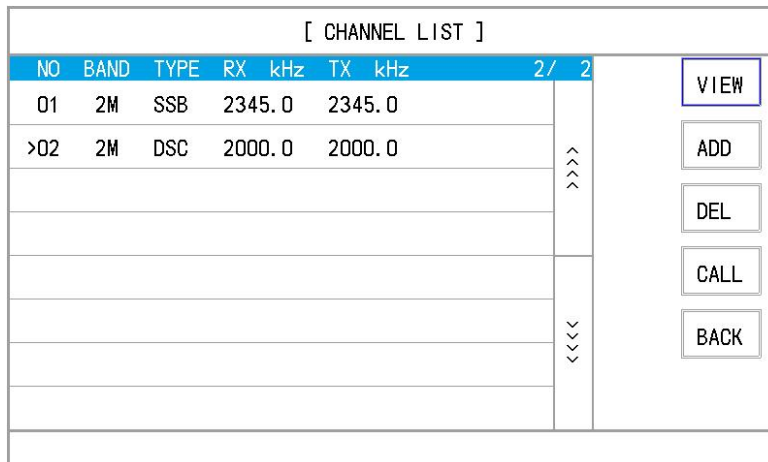 [ CHANNEL LIST ]
NO BAND TYPE RX kHz TX kHz 2/ 2
01 2M SSB 2345.0 2345.0
>02 2M DSC 2000.0 2000.0
VIEW
ADD
DEL
CALL
BACK